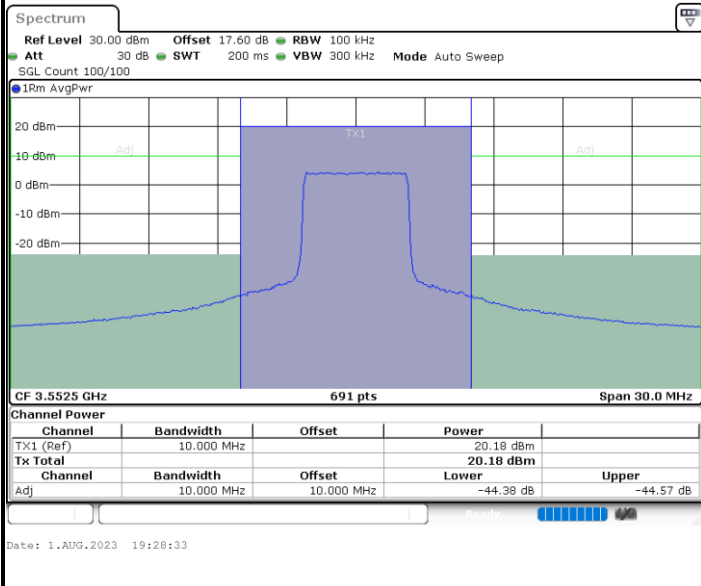 Spectrum
Ref Level 30.00 dBm Offset 17.60 dB RBW 100 kHz
Att 30 dB SWT 200 ms VBW 300 kHz Mode Auto Sweep
SGL Count 100/100
1Rm AvgPwr
20 dBm
TX1
Adj Adj
10 dBm
0 dBm
-10 dBm
-20 dBm
CF 3.5525 GHz 691 pts Span 30.0 MHz
Channel Power
Channel Bandwidth Offset Power
TX1 (Ref) 10.000 MHz 20.18 dBm
Tx Total 20.18 dBm
Channel Bandwidth Offset Lower Upper
Adj 10.000 MHz 10.000 MHz -44.38 dB -44.57 dB
Ready
Date: 1.AUG.2023 19:28:33